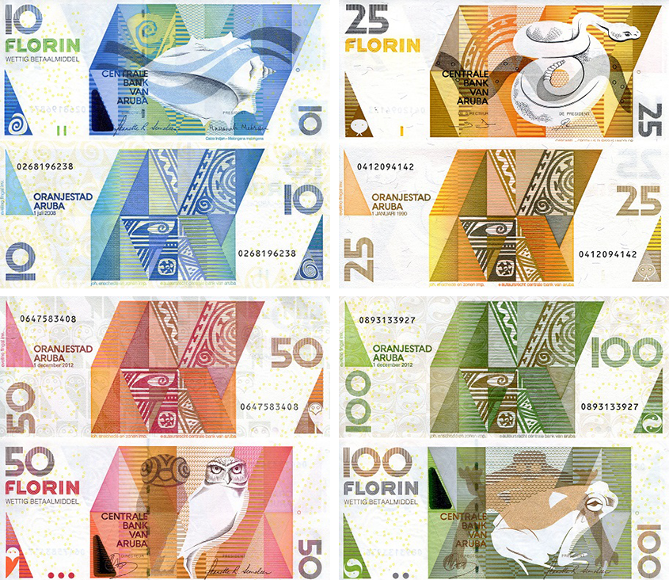 10
FLORIN
WETTIG BETAALMIDDEL
CENTRALE
BANK
VAN
ARUBA
10
25
FLORIN
CENTRALE
BANK
VAN
ARUBA
DE PRESIDENT
25
0268196238
ORANJESTAD
ARUBA
1 juli 2008
10
10
0268196238
0412094142
ORANJESTAD
ARUBA
1 JANUARI 1990
25
25
0412094142
0647583408
ORANJESTAD
ARUBA
1 december 2012
50
50
0647583408
0893133927
ORANJESTAD
ARUBA
1 december 2012
100
100
0893133927
50
FLORIN
WETTIG BETAALMIDDEL
CENTRALE
BANK
VAN
ARUBA
50
100
FLORIN
WETTIG BETAALMIDDEL
CENTRALE
BANK
VAN
ARUBA
100